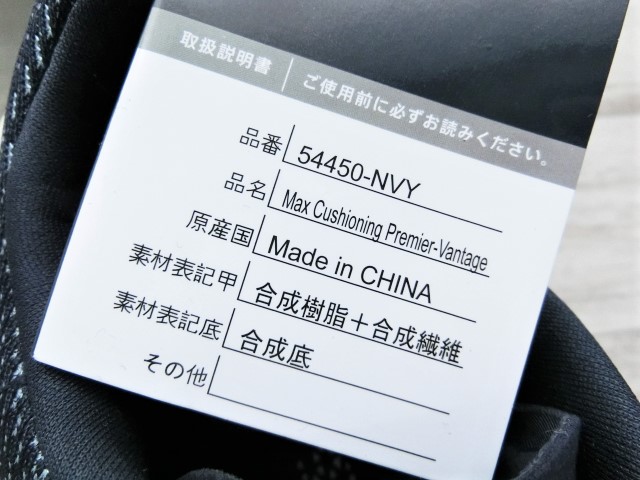 取扱説明書 ご使用前に必ずお読みください。
品番 54450-NVY
品名 Max Cushioning Premier-Vantage
原産国 Made in CHINA
素材表記甲 合成樹脂＋合成繊維
素材表記底 合成底
その他